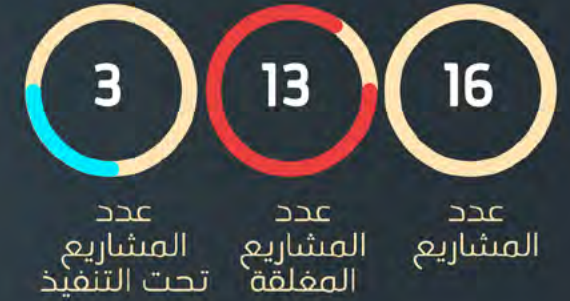 16
عدد
المشاريع
13
عدد
المشاريع
المغلقة
3
عدد
المشاريع
تحت التنفيذ